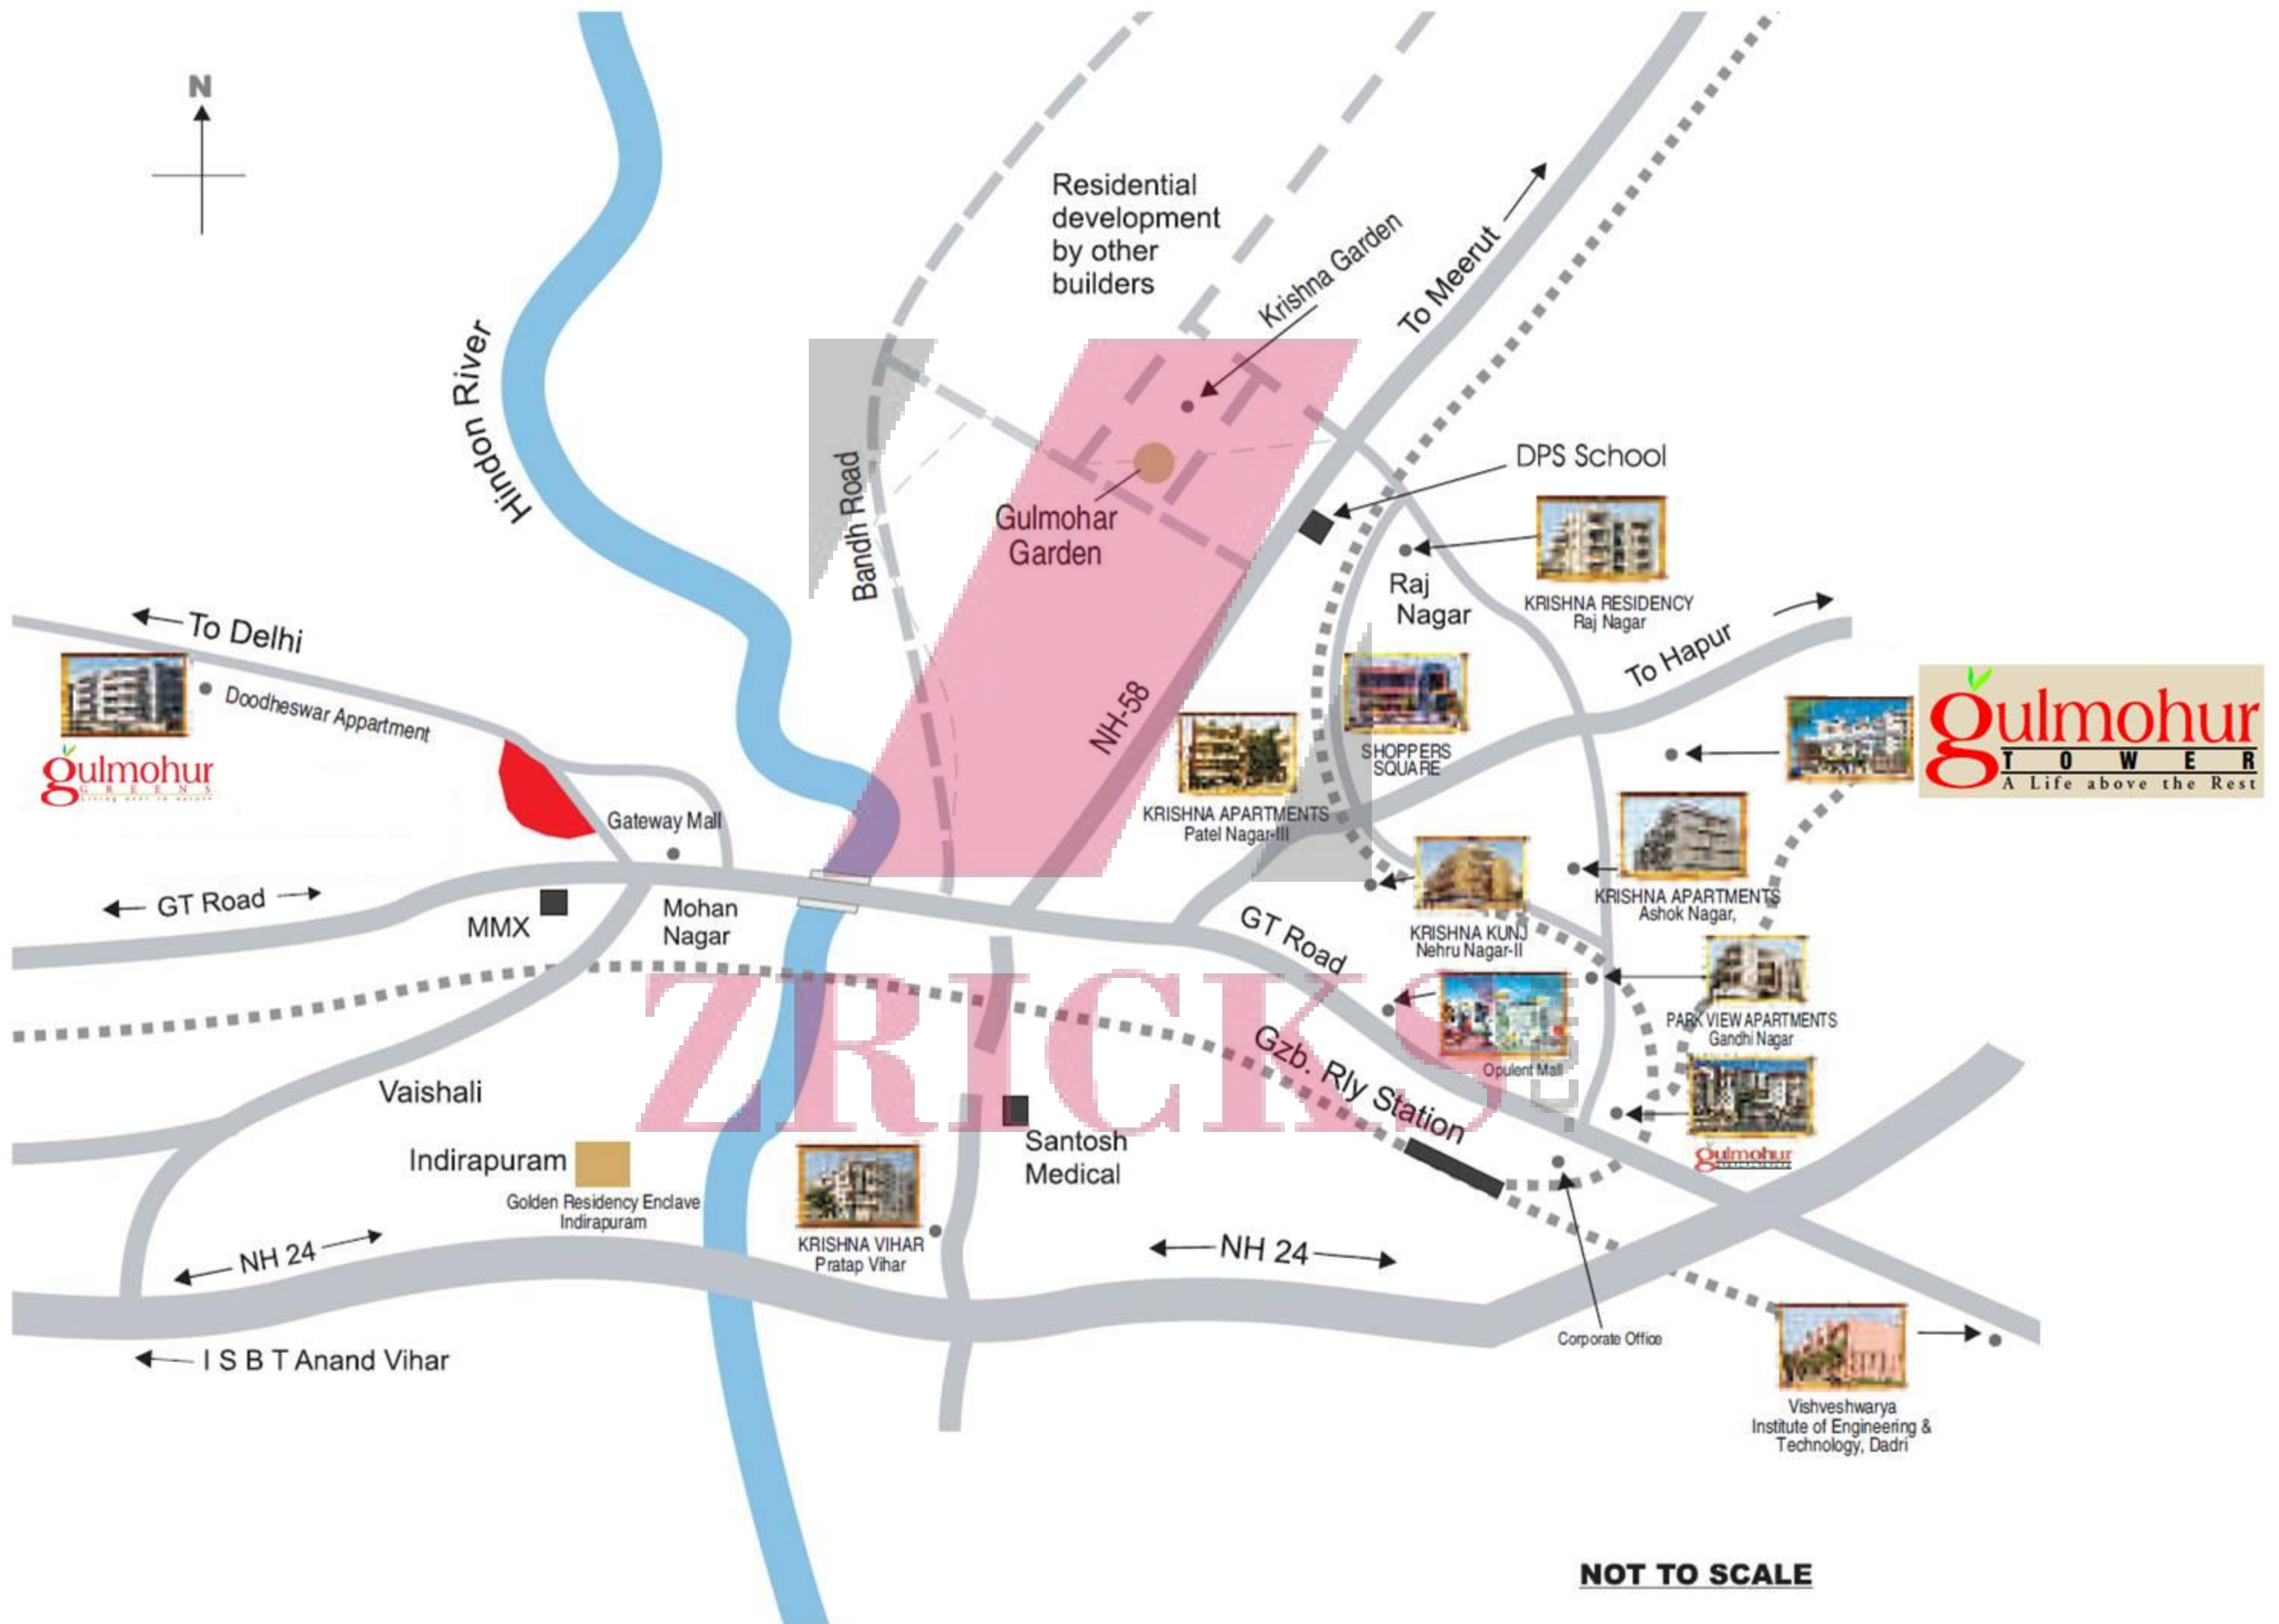 N
Residential
development
by other
builders
Krishna Garden
To Meerut
Hindon River
Bandh Road
Gulmohar
Garden
DPS School
Raj
Nagar
KRISHNA RESIDENCY
Raj Nagar
To Hapur
To Delhi
Doodheswar Appartment
gulmohur
GREENS
NH-58
SHOPPERS
SQUARE
KRISHNA APARTMENTS
Patel Nagar-III
gulmohur
TOWER
A Life above the Rest
Gateway Mall
GT Road
MMX
Mohan
Nagar
GT Road
KRISHNA KUNJ
Nehru Nagar-II
KRISHNA APARTMENTS
Ashok Nagar,
PARK VIEW APARTMENTS
Gandhi Nagar
Opulent Mall
Gzb. Rly Station
ZRICKS
gulmohur
Vaishali
Indirapuram
Golden Residency Enclave
Indirapuram
Santosh
Medical
KRISHNA VIHAR
Pratap Vihar
NH 24
NH 24
I S B T Anand Vihar
Corporate Office
Vishveshwarya
Institute of Engineering &
Technology, Dadri
NOT TO SCALE